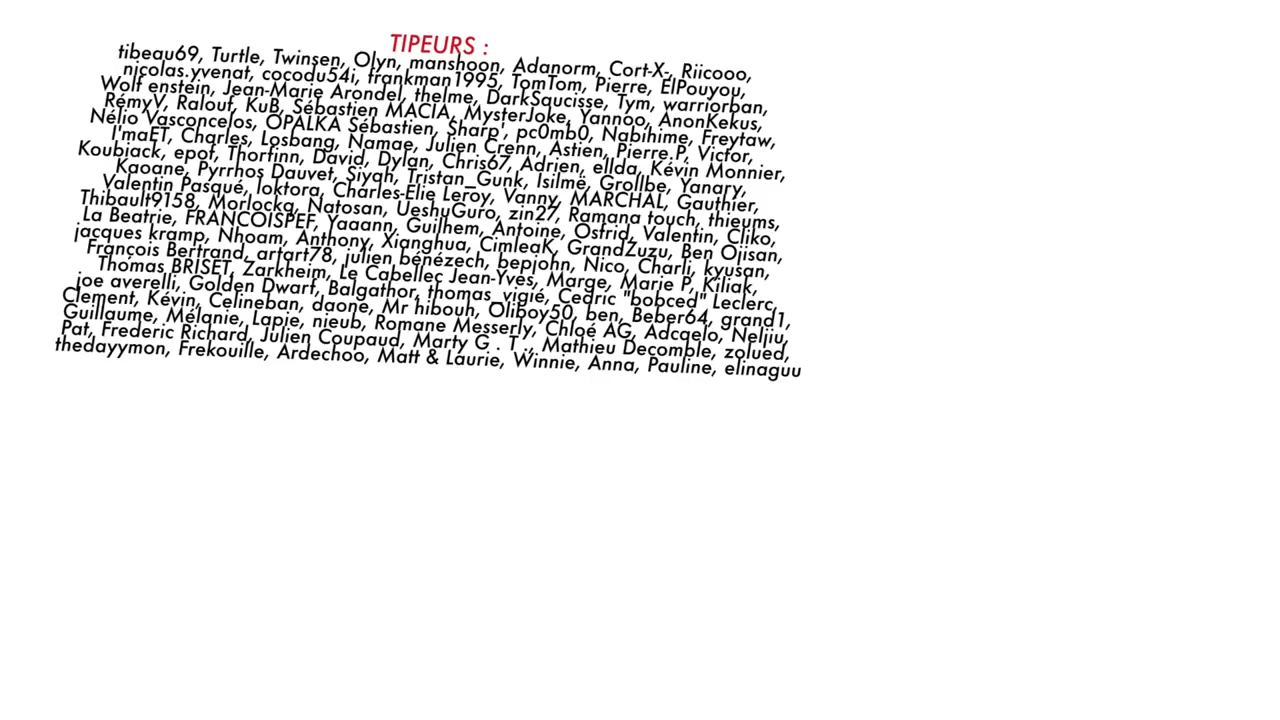 TIPEURS :
tibeau69, Turtle, Twinsen, Olyn, manshoon, Adanorm, Cort-X-, Riicooo,
nicolas.yvenat, cocodu54i, frankman1995, TomTom, Pierre, ElPouyou,
Wolf enstein, Jean-Marie Arondel, thelme, DarkSaucisse, Tym, warriorban,
RémyV, Ralouf, KuB, Sébastien MACIA, MysterJoke, Yannoo, AnonKekus,
Nélio Vasconcelos, OPALKA Sébastien, Sharp', pc0mb0, Nabihime, Freytaw,
I'maET, Charles, Losbang, Namae, Julien Crenn, Astien, Pierre.P, Victor,
Koubiack, epof, Thorfinn, David, Dylan, Chris67, Adrien, ellda, Kévin Monnier,
Kaoane, Pyrrhos Dauvet, Siyah, Tristan_Gunk, Isilmë, Grollbe, Yanary,
Valentin Pasqué, loktora, Charles-Elie Leroy, Vanny, MARCHAL, Gauthier,
Thibault9158, Morlockq, Natosan, UeshuGuro, zin27, Ramana touch, thieums,
La Beatrie, FRANCOISPEF, Yaaann, Guilhem, Antoine, Ostrid, Valentin, Cliko,
jacques kramp, Nhoam, Anthony, Xianghua, CimleaK, GrandZuzu, Ben Ojisan,
François Bertrand, artart78, julien bénézech, bepjohn, Nico, Charli, kyusan,
Thomas BRISET, Zarkheim, Le Cabellec Jean-Yves, Marge, Marie P, Kiliak,
joe averelli, Golden Dwarf, Balgathor, thomas_vigié, Cedric "bobced" Leclerc,
Clement, Kévin, Celineban, daone, Mr hibouh, Oliboy50, ben, Beber64, grand1,
Guillaume, Mélanie, Lapie, nieub, Romane Messerly, Chloé AG, Adcqelo, Neljiu,
Pat, Frederic Richard, Julien Coupaud, Marty G . T ., Mathieu Decomble, zolued,
thedayymon, Frekouille, Ardechoo, Matt & Laurie, Winnie, Anna, Pauline, elinaguu